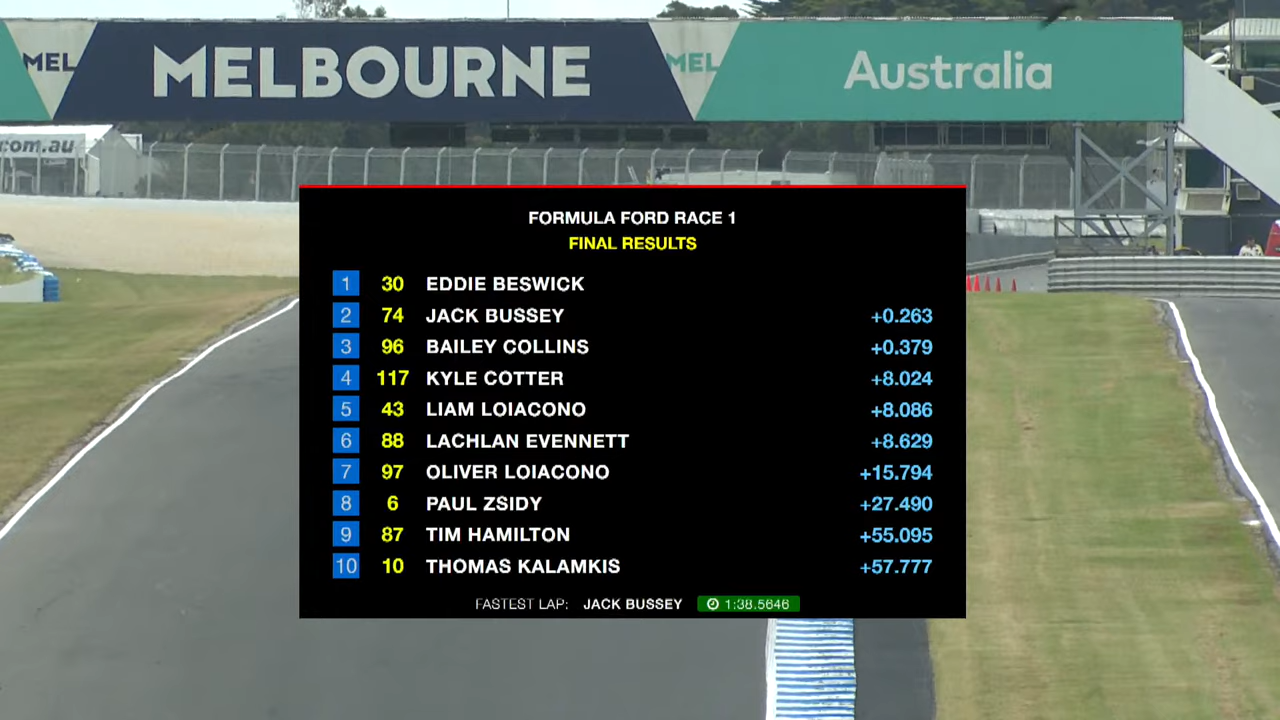 MEL MELBOURNE MEL Australia
com.au
FORMULA FORD RACE 1
FINAL RESULTS
1 30 EDDIE BESWICK
2 74 JACK BUSSEY +0.263
3 96 BAILEY COLLINS +0.379
4 117 KYLE COTTER +8.024
5 43 LIAM LOIACONO +8.086
6 88 LACHLAN EVENNETT +8.629
7 97 OLIVER LOIACONO +15.794
8 6 PAUL ZSIDY +27.490
9 87 TIM HAMILTON +55.095
10 10 THOMAS KALAMKIS +57.777
FASTEST LAP: JACK BUSSEY 1:38.5646